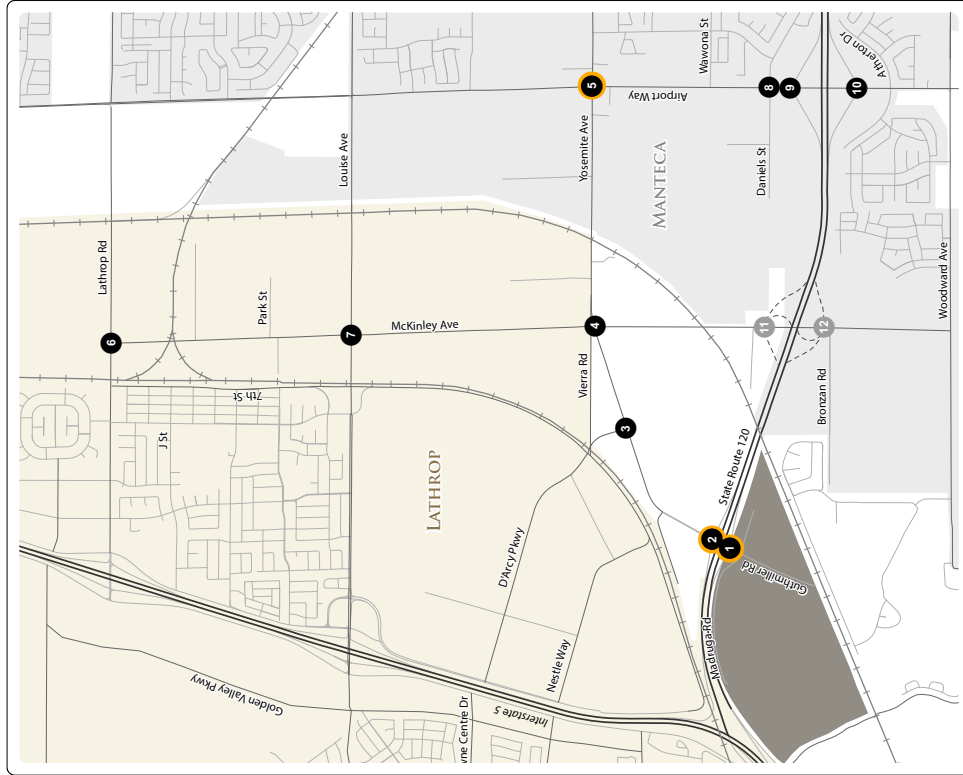 Wawona St
Atherton Dr
5
8
9
10
Airport Way
Louise Ave
Yosemite Ave
Daniels St
MANTECA
Lathrop Rd
Woodward Ave
Park St
McKinley Ave
6
7
4
11
12
Vierra Rd
Bronzan Rd
7th St
J St
3
State Route 120
LATHROP
2
1
D'Arcy Pkwy
Guthmiller Rd
Madruga Rd
Nestle Way
Golden Valley Pkwy
Interstate 5
wne Centre Dr